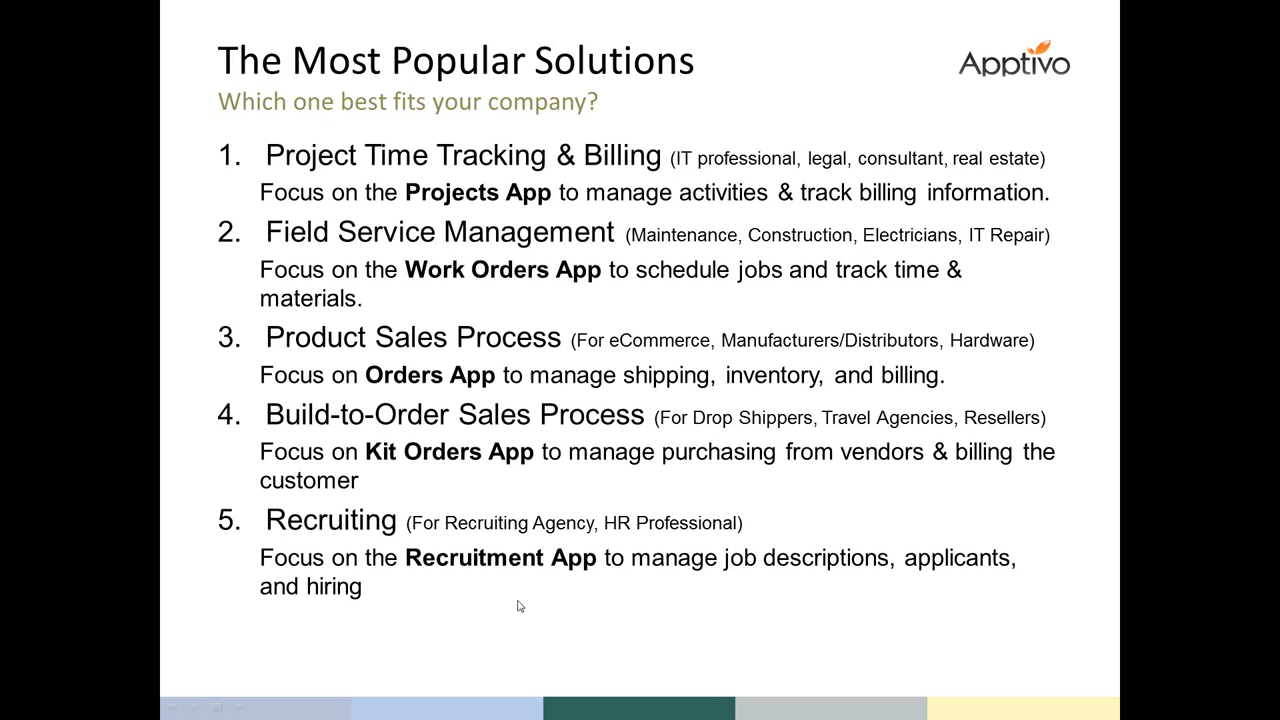 The Most Popular Solutions
Apptivo
Which one best fits your company?
1. Project Time Tracking & Billing (IT professional, legal, consultant, real estate)
Focus on the Projects App to manage activities & track billing information.
2. Field Service Management (Maintenance, Construction, Electricians, IT Repair)
Focus on the Work Orders App to schedule jobs and track time &
materials.
3. Product Sales Process (For eCommerce, Manufacturers/Distributors, Hardware)
Focus on Orders App to manage shipping, inventory, and billing.
4. Build-to-Order Sales Process (For Drop Shippers, Travel Agencies, Resellers)
Focus on Kit Orders App to manage purchasing from vendors & billing the
customer
5. Recruiting (For Recruiting Agency, HR Professional)
Focus on the Recruitment App to manage job descriptions, applicants,
and hiring